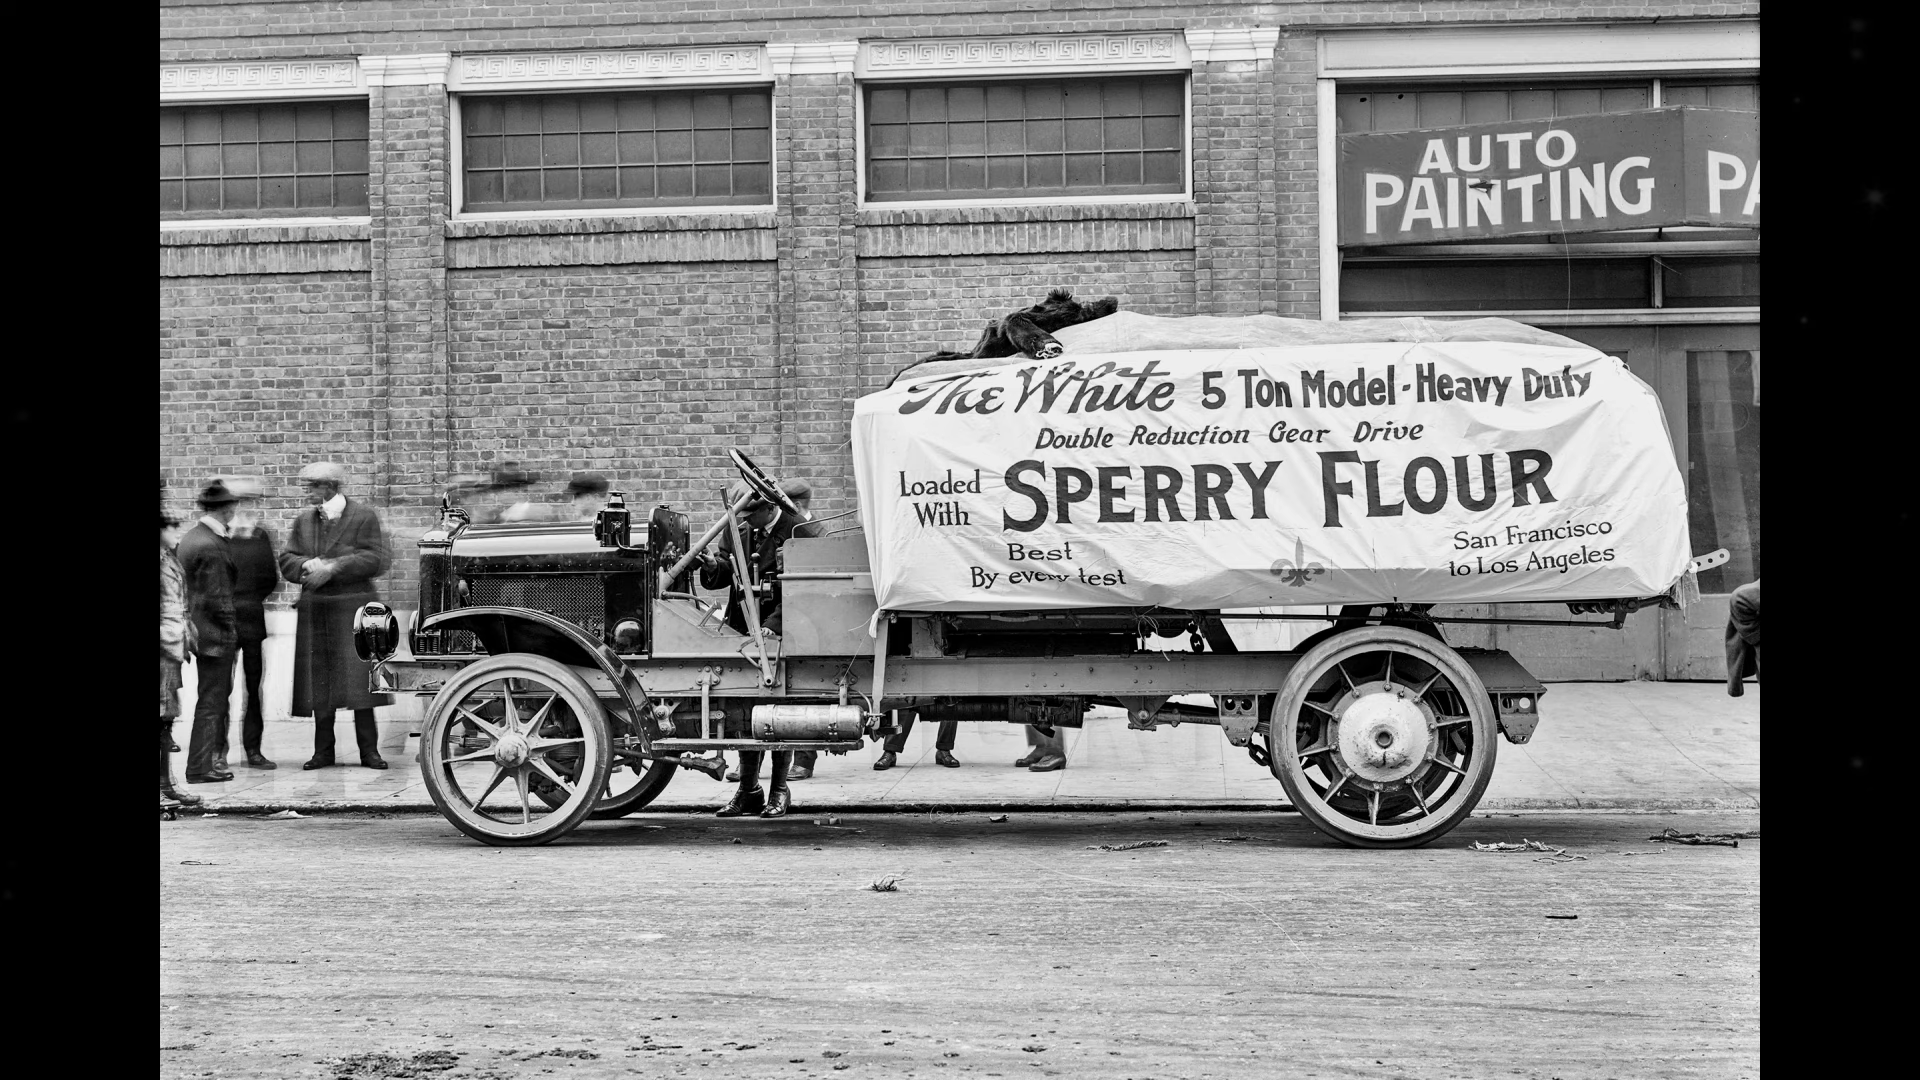 AUTO
PAINTING
PA
The White 5 Ton Model - Heavy Duty
Double Reduction Gear Drive
Loaded
With
SPERRY FLOUR
Best
By every test
San Francisco
to Los Angeles